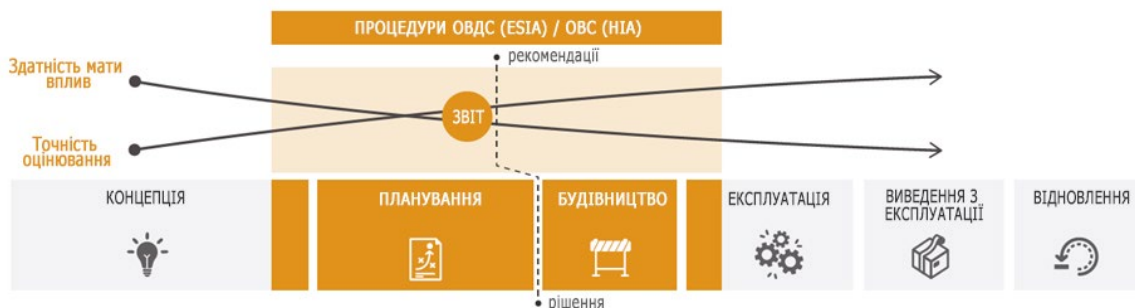 ПРОЦЕДУРИ ОВДС (ESIA) / ОВС (HIA)
рекомендації
Здатність мати
вплив
ЗВІТ
Точність
оцінювання
КОНЦЕПЦІЯ
ПЛАНУВАННЯ
БУДІВНИЦТВО
ЕКСПЛУАТАЦІЯ
ВИВЕДЕННЯ З
ЕКСПЛУАТАЦІЇ
ВІДНОВЛЕННЯ
рішення